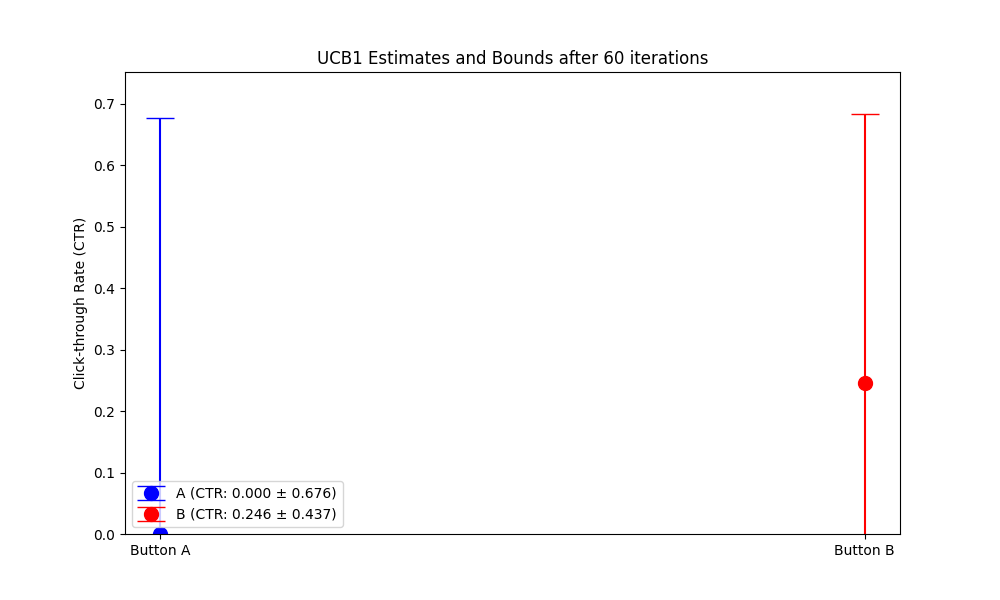 UCB1 Estimates and Bounds after 60 iterations
Click-through Rate (CTR)
0.7
0.6
0.5
0.4
0.3
0.2
0.1
0.0
A (CTR: 0.000 ± 0.676)
B (CTR: 0.246 ± 0.437)
Button A
Button B